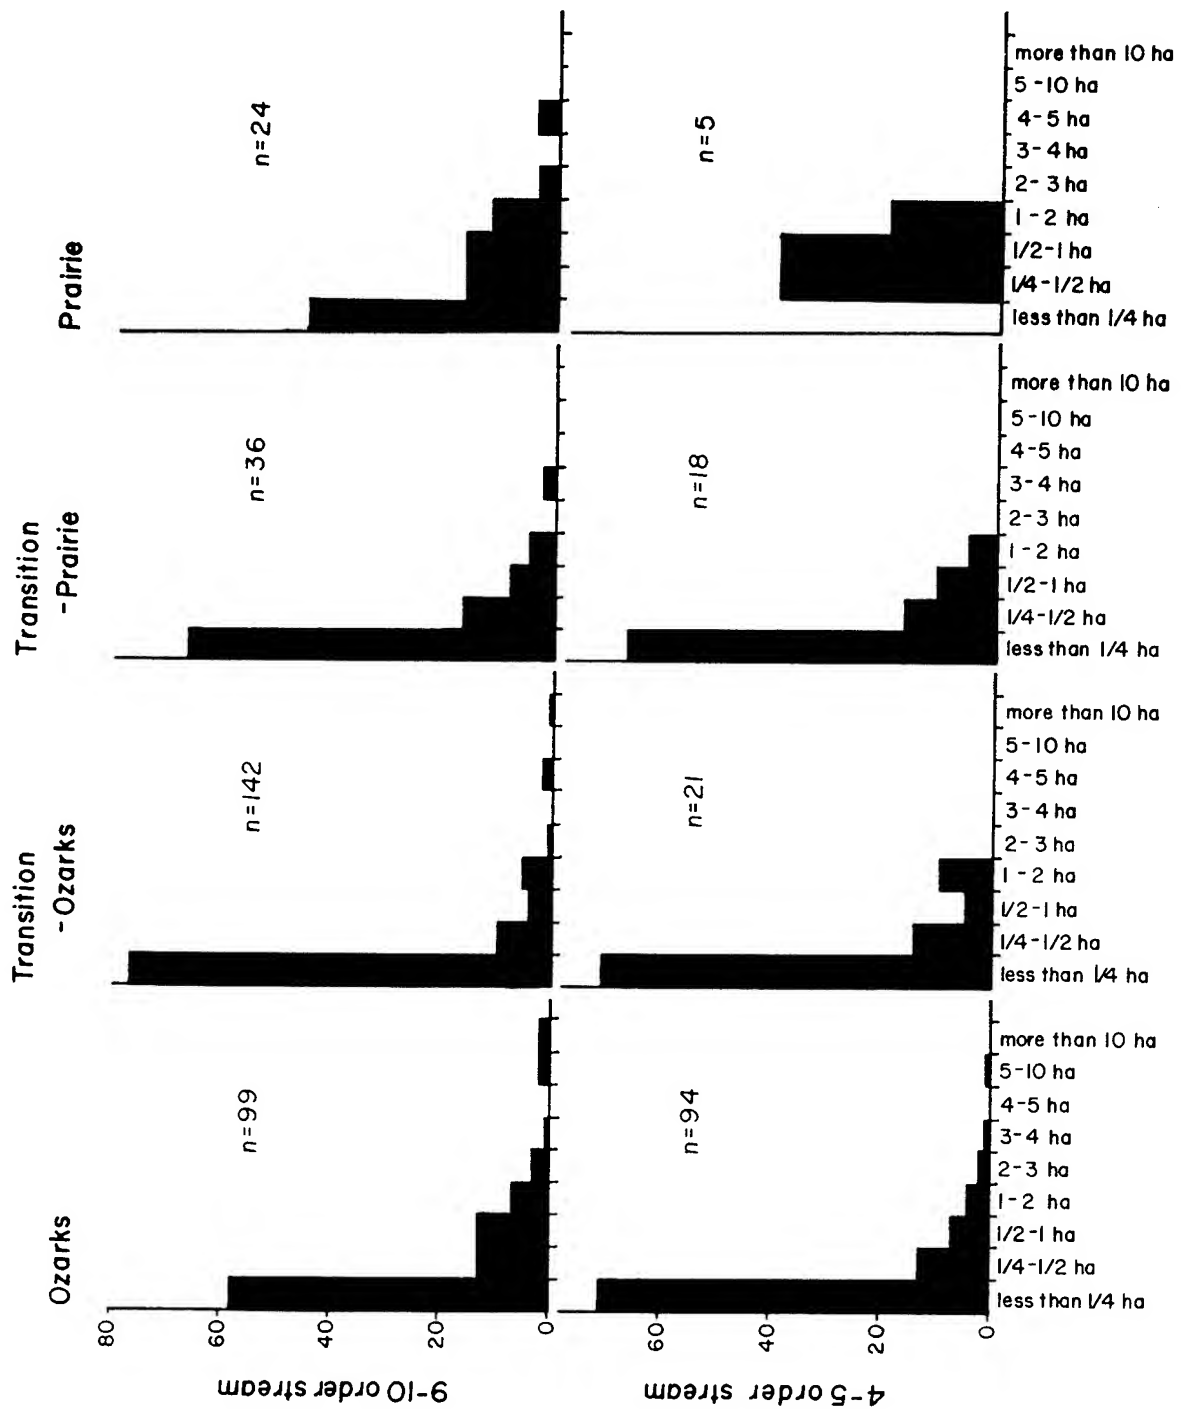 Transition
-Ozarks
Transition
-Prairie
Ozarks
Prairie
9-10 order stream
80
60
40
20
0
n=99
n=142
n=36
n=24
4-5 order stream
60
40
20
0
n=94
n=21
n=18
n=5
less than 1/4 ha
1/4-1/2 ha
1/2-1 ha
1-2 ha
2-3 ha
3-4 ha
4-5 ha
5-10 ha
more than 10 ha
less than 1/4 ha
1/4-1/2 ha
1/2-1 ha
1-2 ha
2-3 ha
3-4 ha
4-5 ha
5-10 ha
more than 10 ha
less than 1/4 ha
1/4-1/2 ha
1/2-1 ha
1-2 ha
2-3 ha
3-4 ha
4-5 ha
5-10 ha
more than 10 ha
less than 1/4 ha
1/4-1/2 ha
1/2-1 ha
1-2 ha
2-3 ha
3-4 ha
4-5 ha
5-10 ha
more than 10 ha